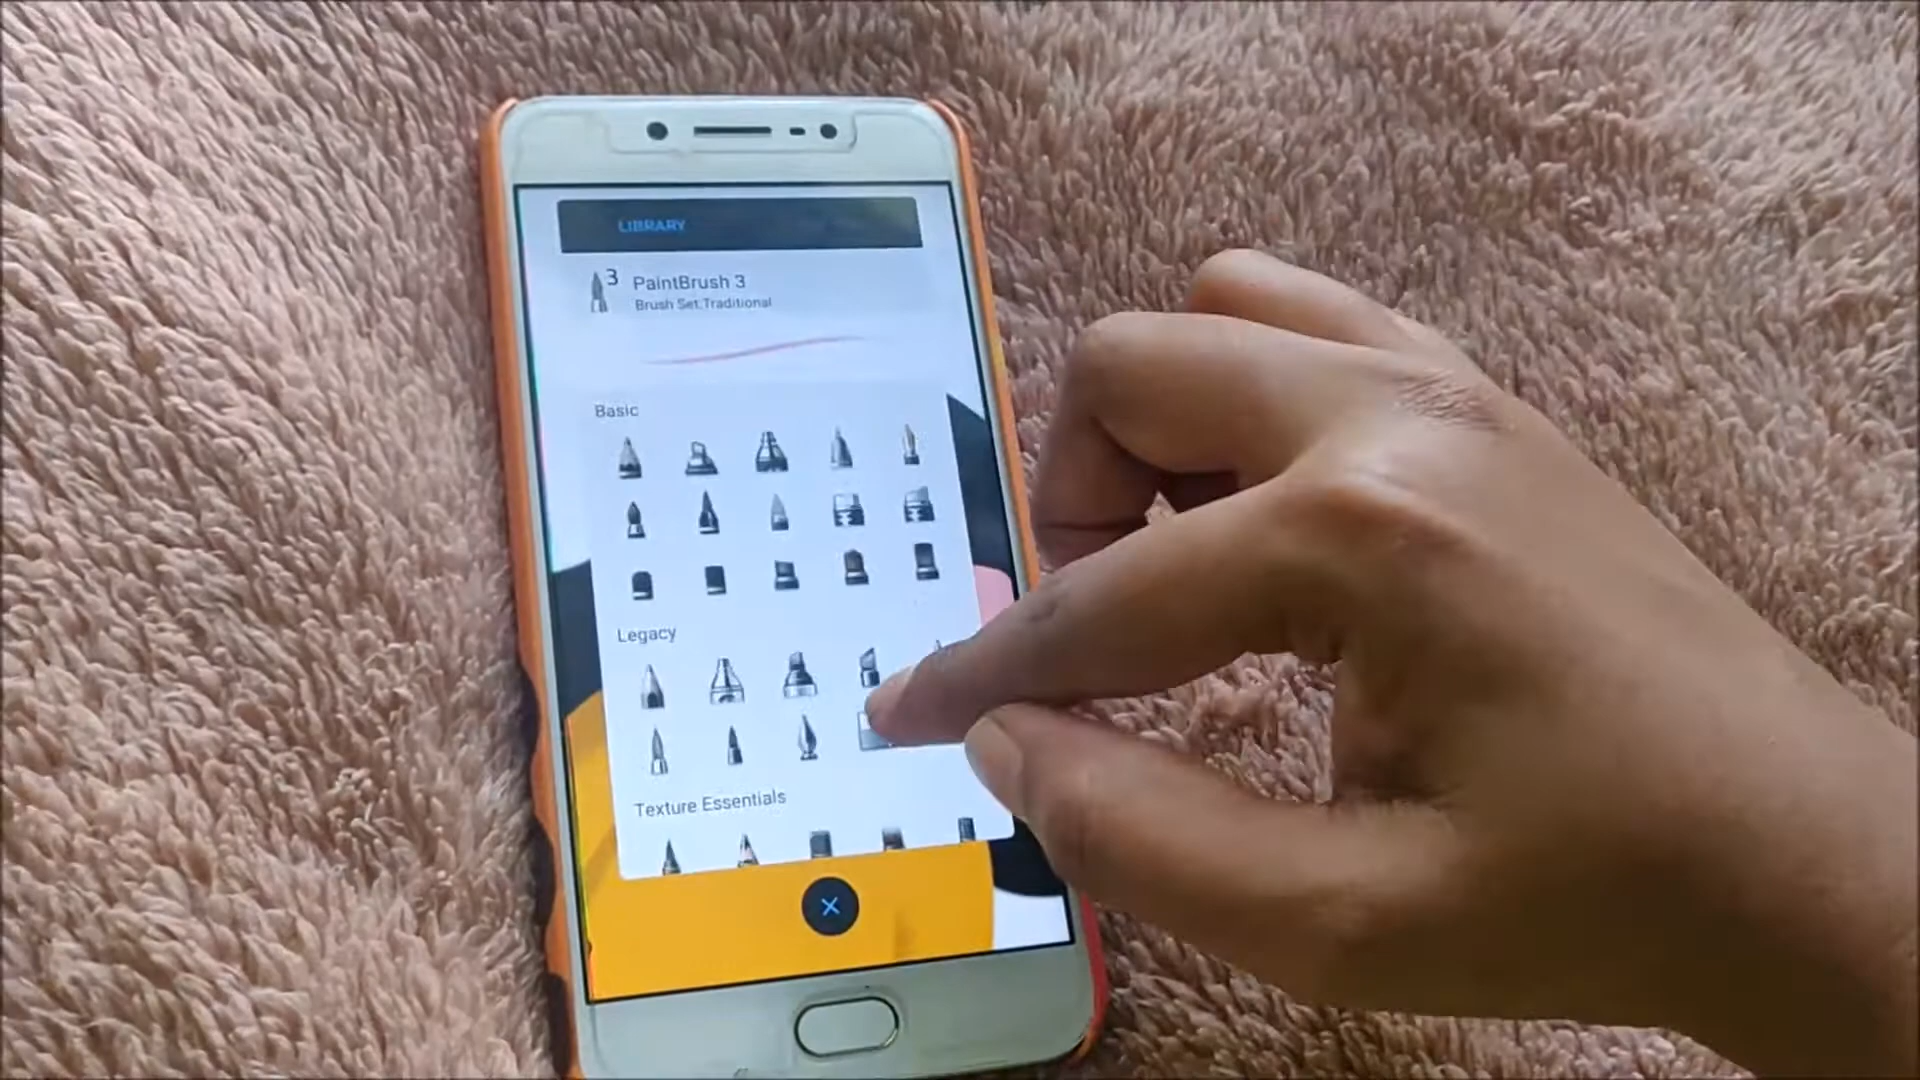 LIBRARY
3
PaintBrush 3
Brush Set:Traditional
Basic
Legacy
Texture Essentials